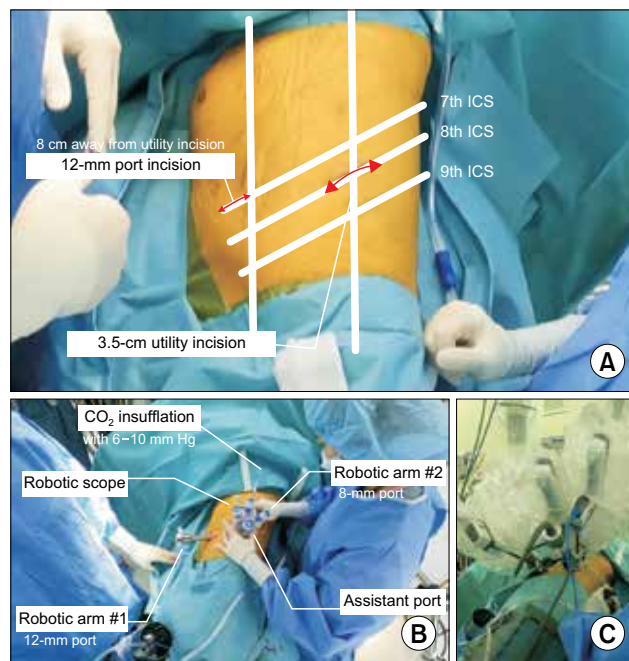 7th ICS
8th ICS
9th ICS
8 cm away from utility incision
12-mm port incision
3.5-cm utility incision
A
CO₂ insufflation
with 6–10 mm Hg
Robotic scope
Robotic arm #2
8-mm port
Assistant port
Robotic arm #1
12-mm port
B
C